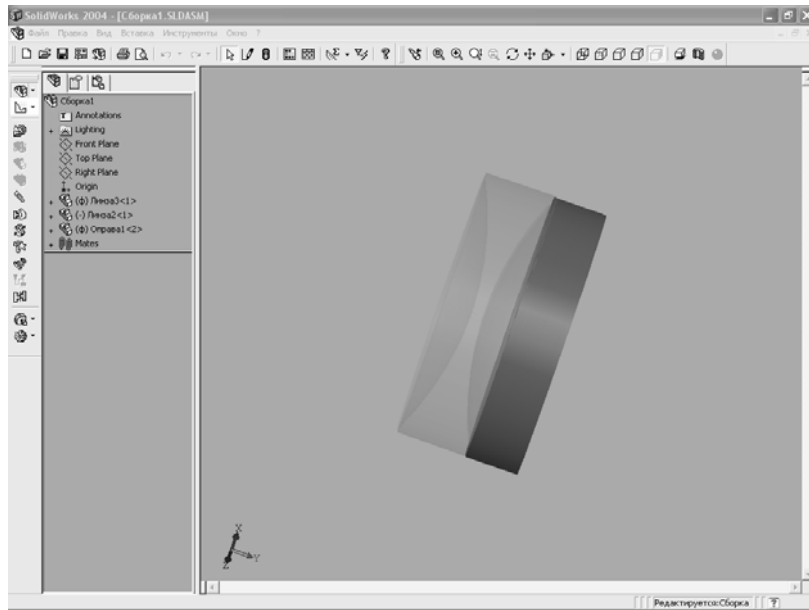 SolidWorks 2004 - [Сборка1.SLDASM]
Файл Правка Вид Вставка Инструменты Окно ?
Сборка1
Annotations
Lighting
Front Plane
Top Plane
Right Plane
Origin
(ф) Линза3<1>
(-) Линза2<1>
(ф) Оправа1<2>
Mates
X
Y
Z
Редактируется:Сборка